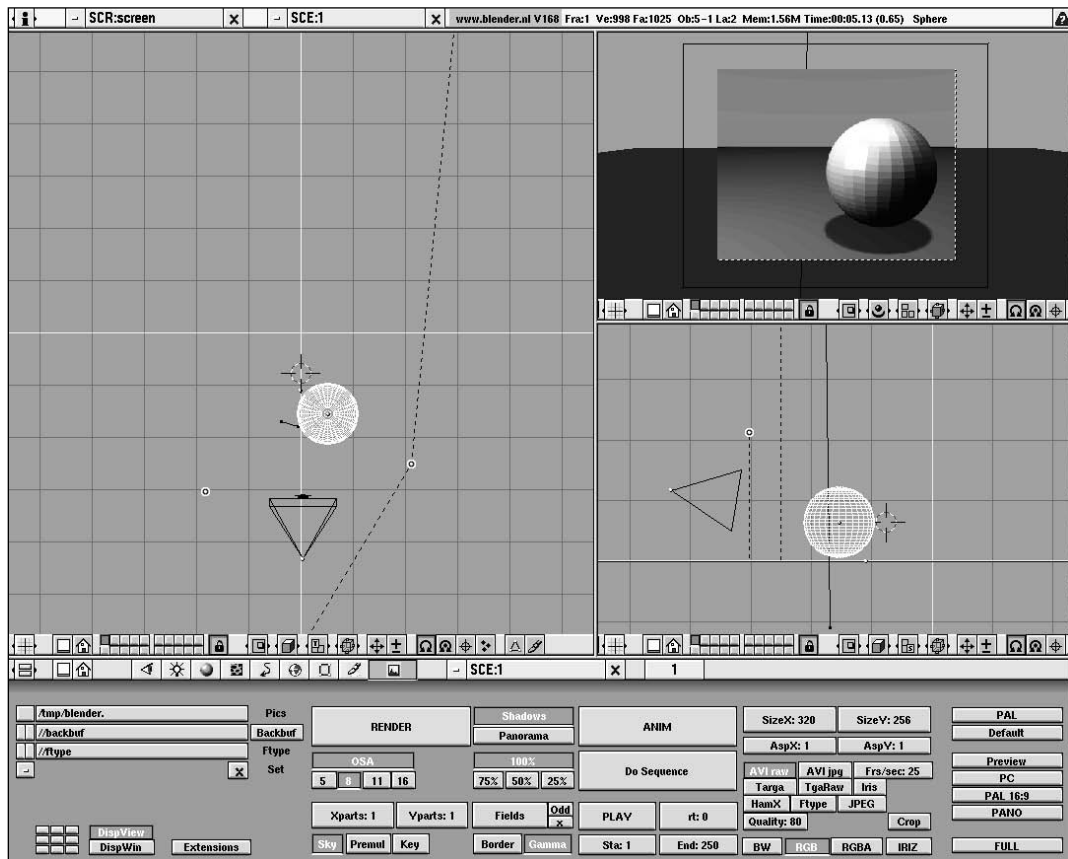 SCR:screen SCE:1 www.blender.nl V168 Fra:1 Ve:998 Fa:1025 Ob:5-1 La:2 Mem:1.56M Time:00:05.13 (0.65) Sphere
SCE:1 1
/tmp/blender. Pics
//backbuf Backbuf
//ftype Ftype
Set
DispView
DispWin Extensions
RENDER
Shadows
Panorama
OSA
5 8 11 16
100%
75% 50% 25%
Xparts: 1 Yparts: 1
Fields Odd
x
Sky Premul Key
Border Gamma
ANIM
Do Sequence
PLAY rt: 0
Sta: 1 End: 250
SizeX: 320 SizeY: 256
AspX: 1 AspY: 1
AVI raw AVI jpg Frs/sec: 25
Targa TgaRaw Iris
HamX Ftype JPEG
Quality: 80 Crop
BW RGB RGBA IRIZ
PAL
Default
Preview
PC
PAL 16:9
PANO
FULL